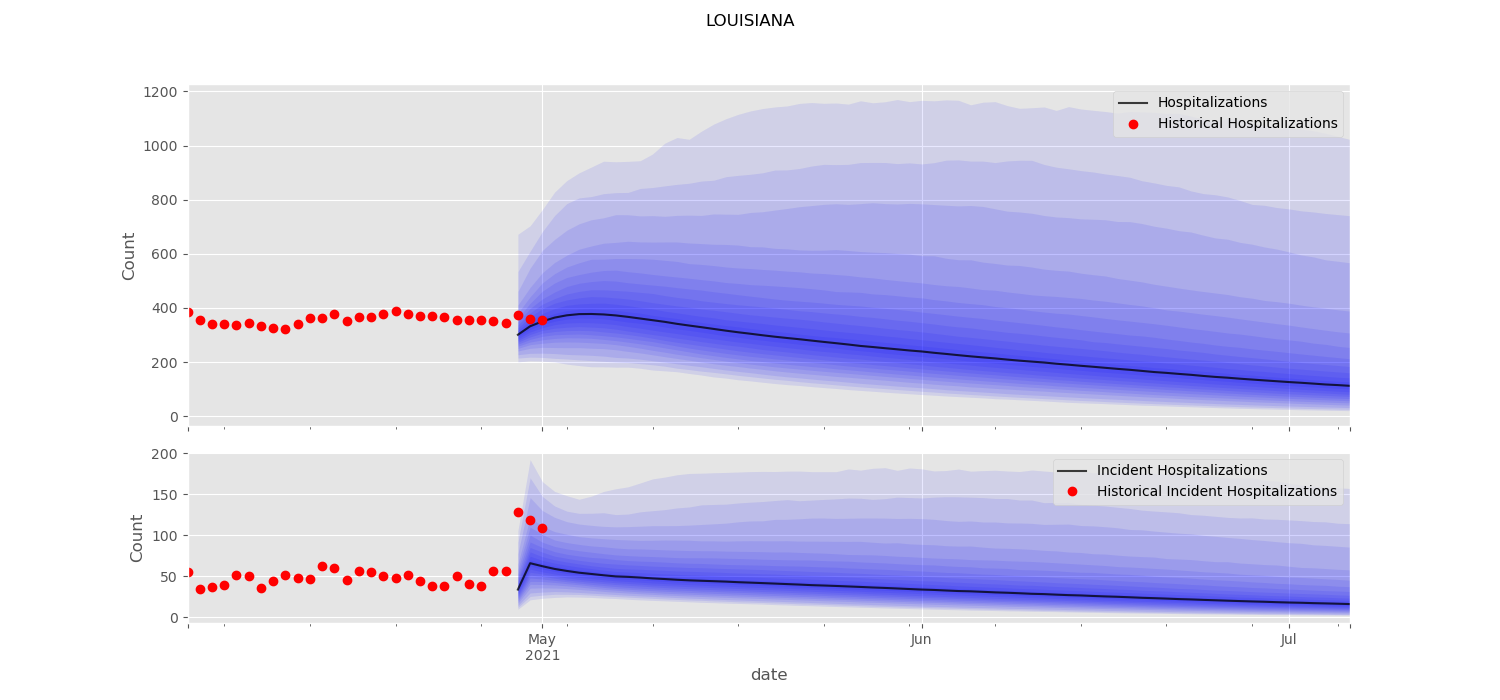 LOUISIANA
Count
1200
1000
800
600
400
200
0
Hospitalizations
Historical Hospitalizations
Count
200
150
100
50
0
Incident Hospitalizations
Historical Incident Hospitalizations
May
2021
Jun
Jul
date